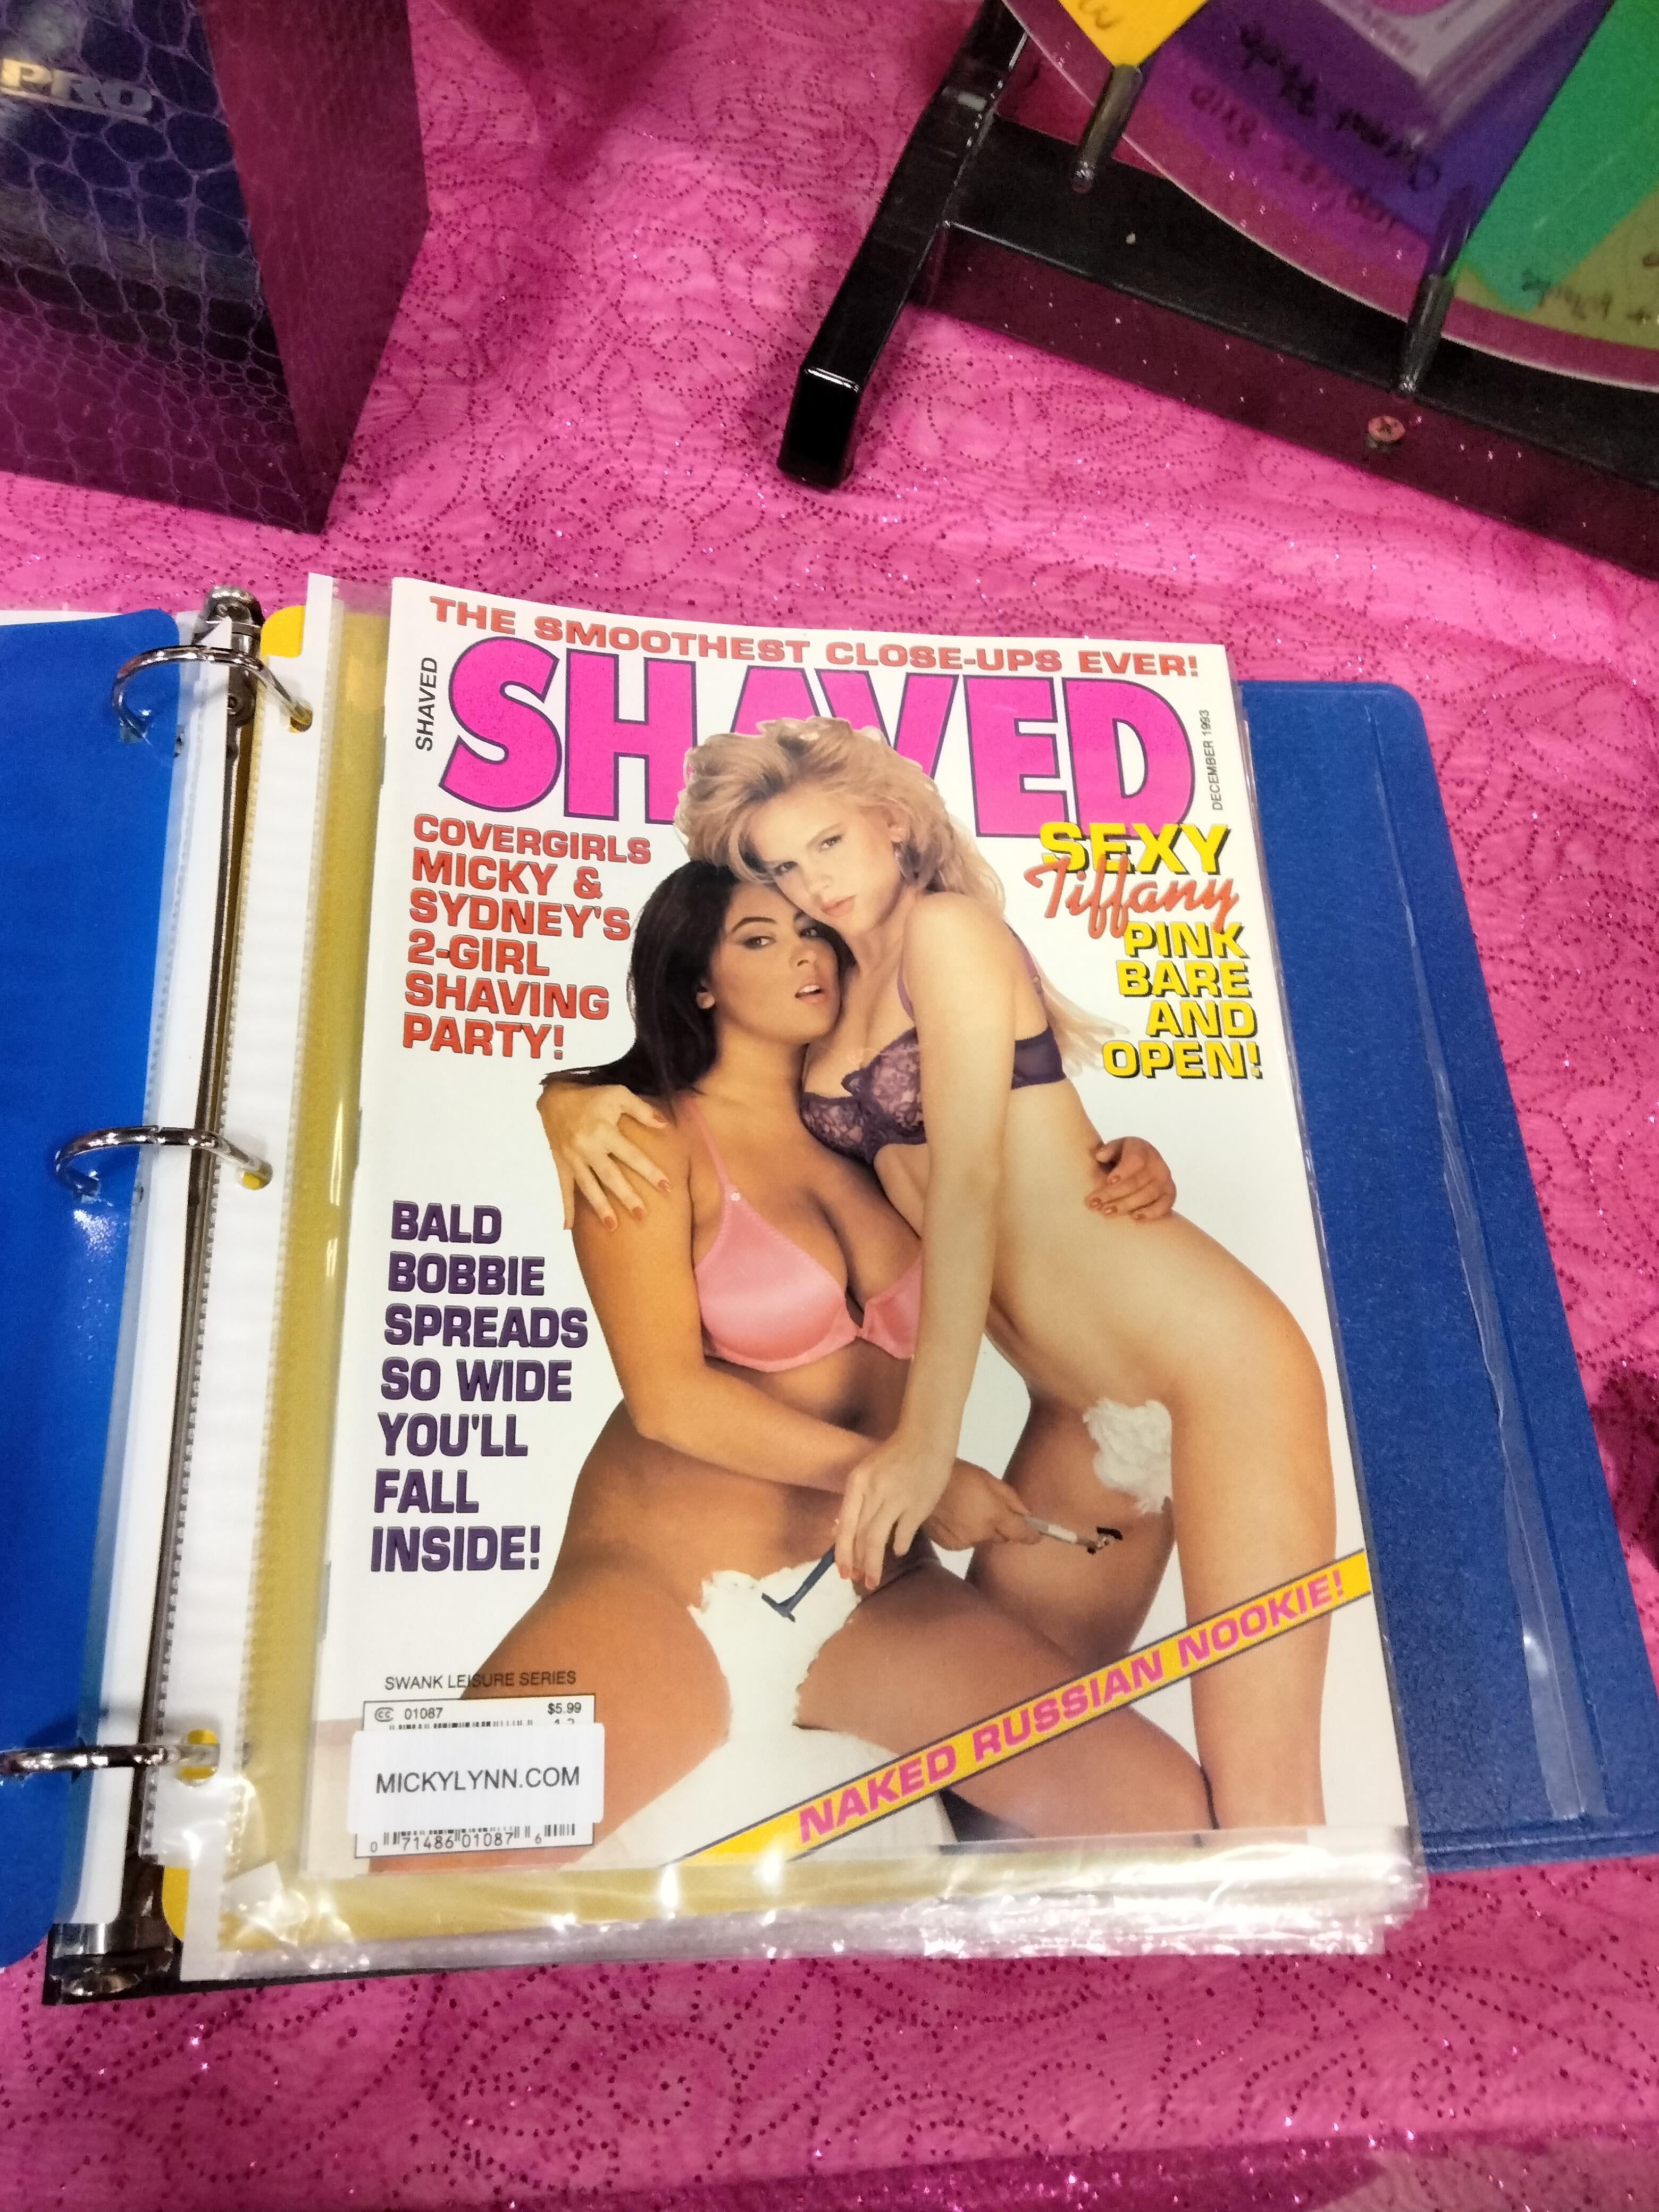 PRO
THE SMOOTHEST CLOSE-UPS EVER!
SHAVED
SHAVED
DECEMBER 1993
COVERGIRLS
MICKY &
SYDNEY'S
2-GIRL
SHAVING
PARTY!
SEXY
Tiffany
PINK
BARE
AND
OPEN!
BALD
BOBBIE
SPREADS
SO WIDE
YOU'LL
FALL
INSIDE!
NAKED RUSSIAN NOOKIE!
SWANK LEISURE SERIES
CC 01087 $5.99
MICKYLYNN.COM
0 71486 01087 6